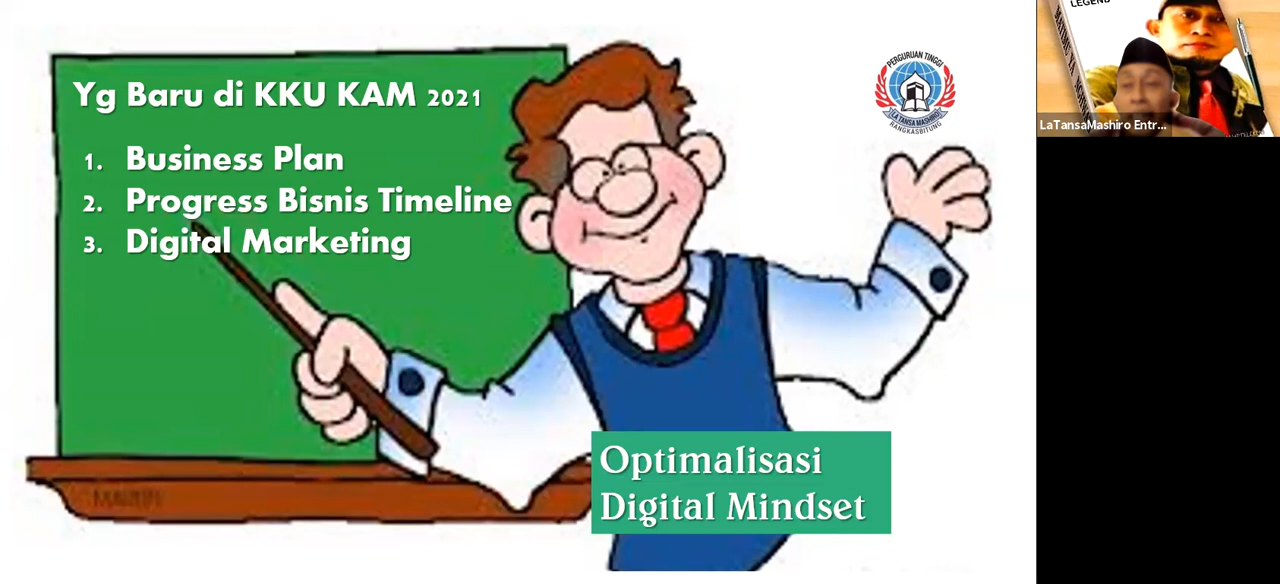 Yg Baru di KKU KAM 2021
1. Business Plan
2. Progress Bisnis Timeline
3. Digital Marketing
Optimalisasi
Digital Mindset
PERGURUAN TINGGI
LA TANSA MASHIRO
RANGKASBITUNG
LEGEND
LaTansaMashiro Entr...